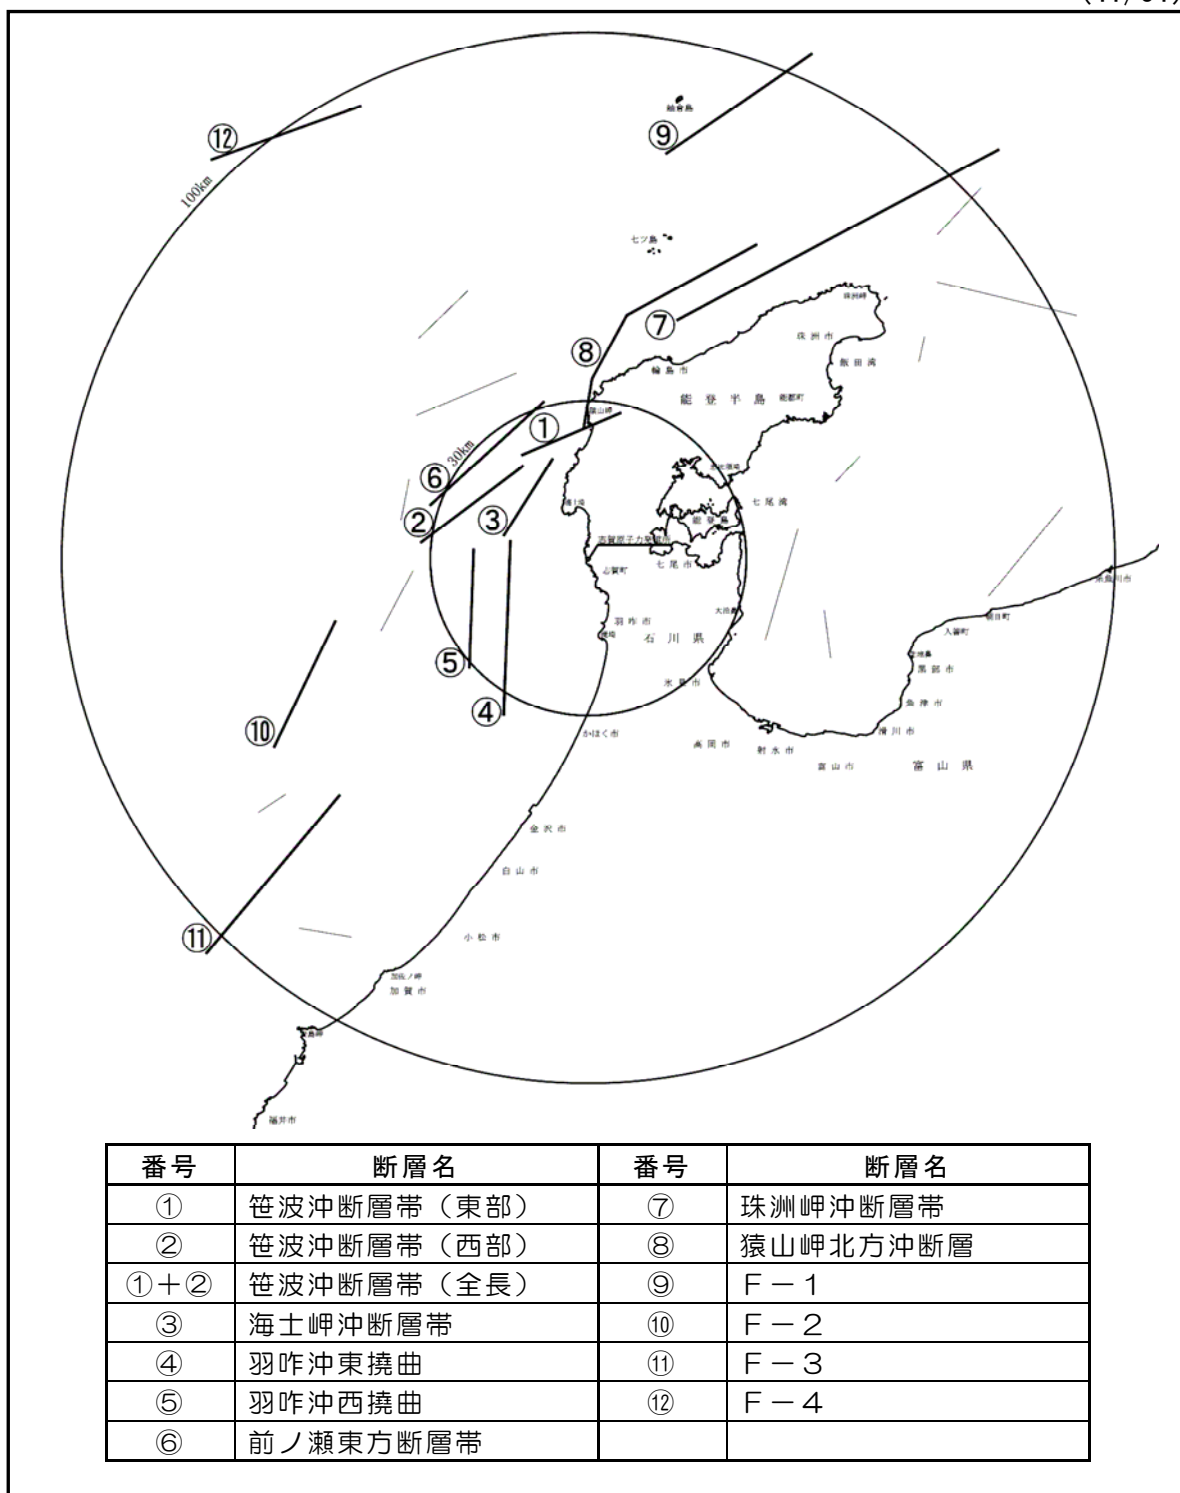 ⑫
⑨
舳倉島
100km
七ツ島
⑦
珠洲岬
珠洲市
飯田湾
⑧
輪島市
能登半島
能都町
猿山岬
①
30km
⑥
②
③
七尾湾
能登島
志賀原子力発電所
七尾市
志賀町
糸魚川市
羽咋市
石川県
大泊鼻
朝日町
入善町
黒部市
⑤
④
氷見市
魚津市
滑川市
⑩
かほく市
高岡市
射水市
富山市
富山県
金沢市
白山市
⑪
小松市
加佐ノ岬
加賀市
福井市
番号 断層名 番号 断層名
① 笹波沖断層帯（東部） ⑦ 珠洲岬沖断層帯
② 笹波沖断層帯（西部） ⑧ 猿山岬北方沖断層
①＋② 笹波沖断層帯（全長） ⑨ Ｆ－１
③ 海士岬沖断層帯 ⑩ Ｆ－２
④ 羽咋沖東撓曲 ⑪ Ｆ－３
⑤ 羽咋沖西撓曲 ⑫ Ｆ－４
⑥ 前ノ瀬東方断層帯